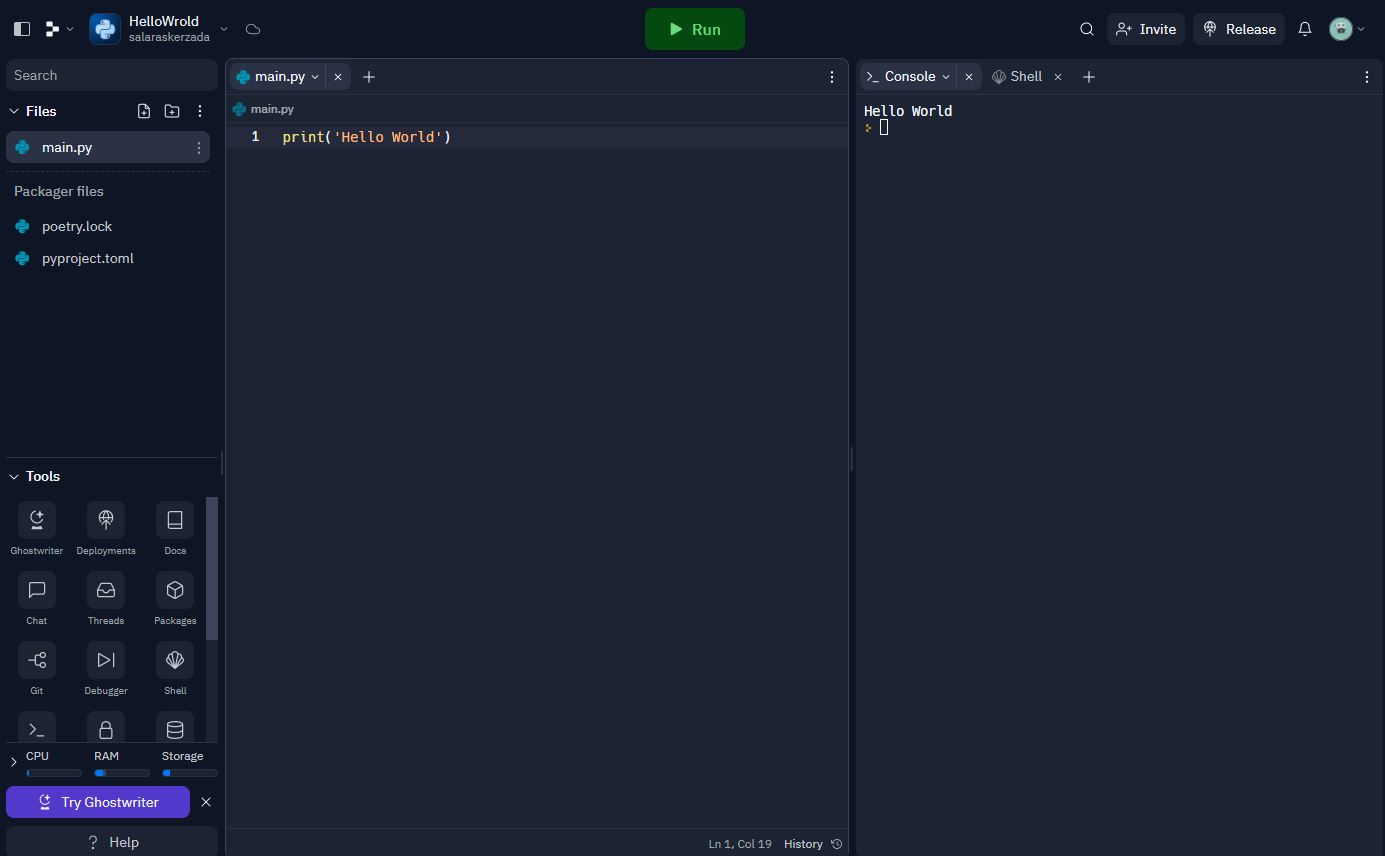 HelloWrold
salaraskerzada
Run
Invite
Release
Search
Files
main.py
Packager files
poetry.lock
pyproject.toml
Tools
Ghostwriter Deployments Docs
Chat Threads Packages
Git Debugger Shell
CPU RAM Storage
Try Ghostwriter
? Help
main.py
main.py
1 print('Hello World')
Ln 1, Col 19 History
Console Shell
Hello World